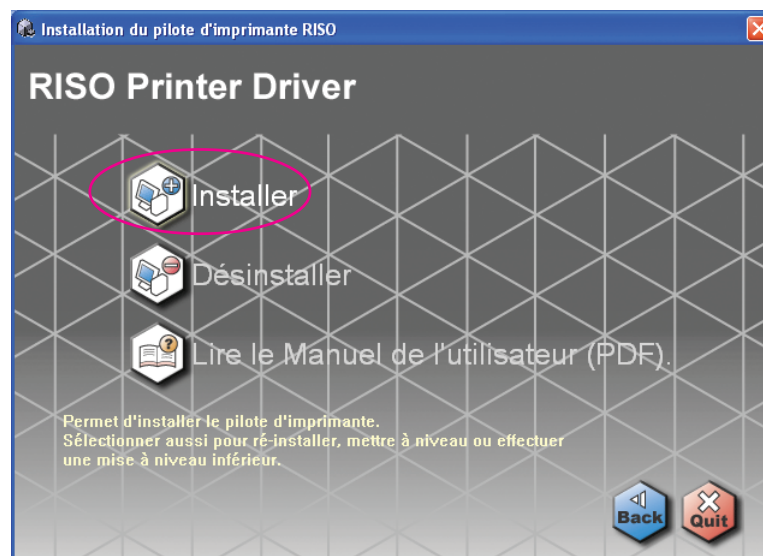 Installation du pilote d'imprimante RISO
RISO Printer Driver
Installer
Désinstaller
Lire le Manuel de l'utilisateur (PDF).
Permet d'installer le pilote d'imprimante.
Sélectionner aussi pour ré-installer, mettre à niveau ou effectuer
une mise à niveau inférieur.
Back
Quit